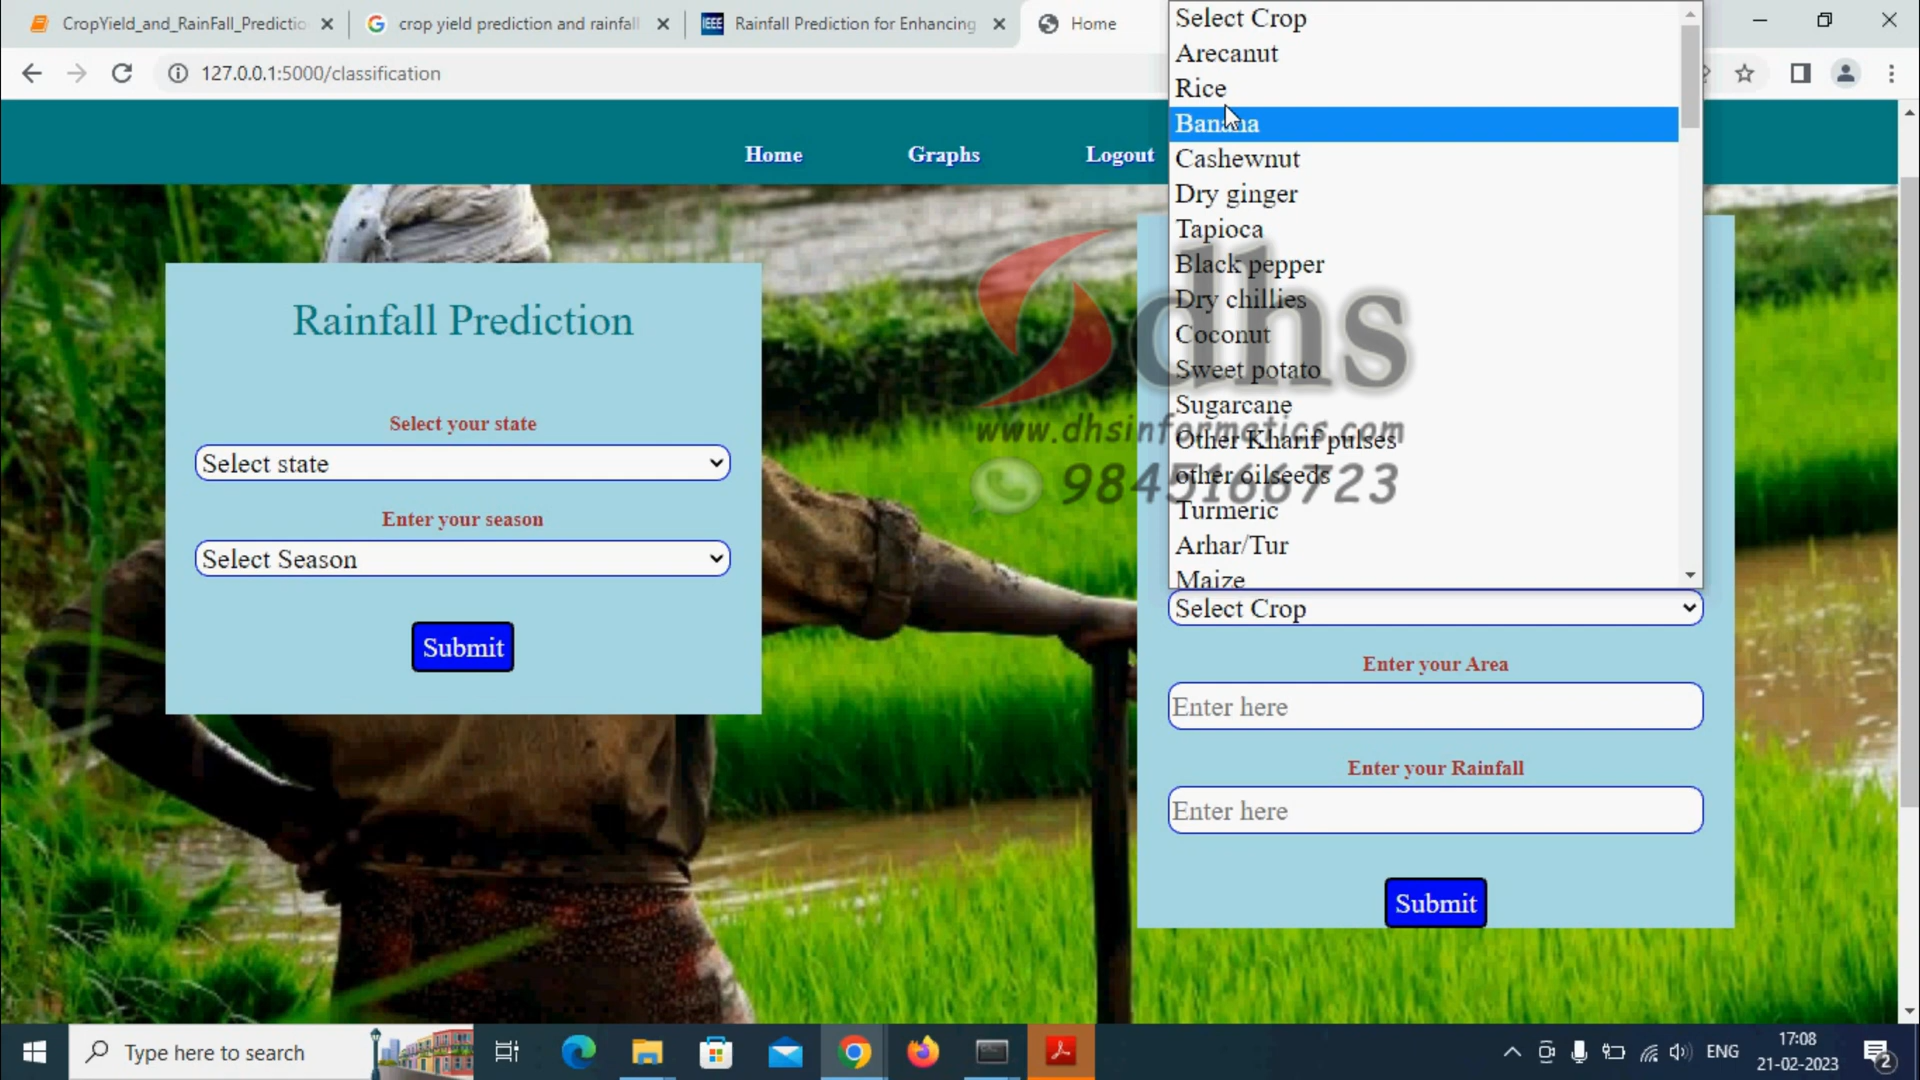 CropYield_and_RainFall_Predictio
crop yield prediction and rainfall
IEEE
Rainfall Prediction for Enhancing
Home
127.0.0.1:5000/classification
Home
Graphs
Logout
Rainfall Prediction
Select your state
Select state
Enter your season
Select Season
Submit
Select Crop
Arecanut
Rice
Banana
Cashewnut
Dry ginger
Tapioca
Black pepper
Dry chillies
Coconut
Sweet potato
Sugarcane
Other Kharif pulses
other oilseeds
Turmeric
Arhar/Tur
Maize
Select Crop
Enter your Area
Enter here
Enter your Rainfall
Enter here
Submit
dhs
www.dhsinformatics.com
9845166723
Type here to search
ENG
17:08
21-02-2023
2